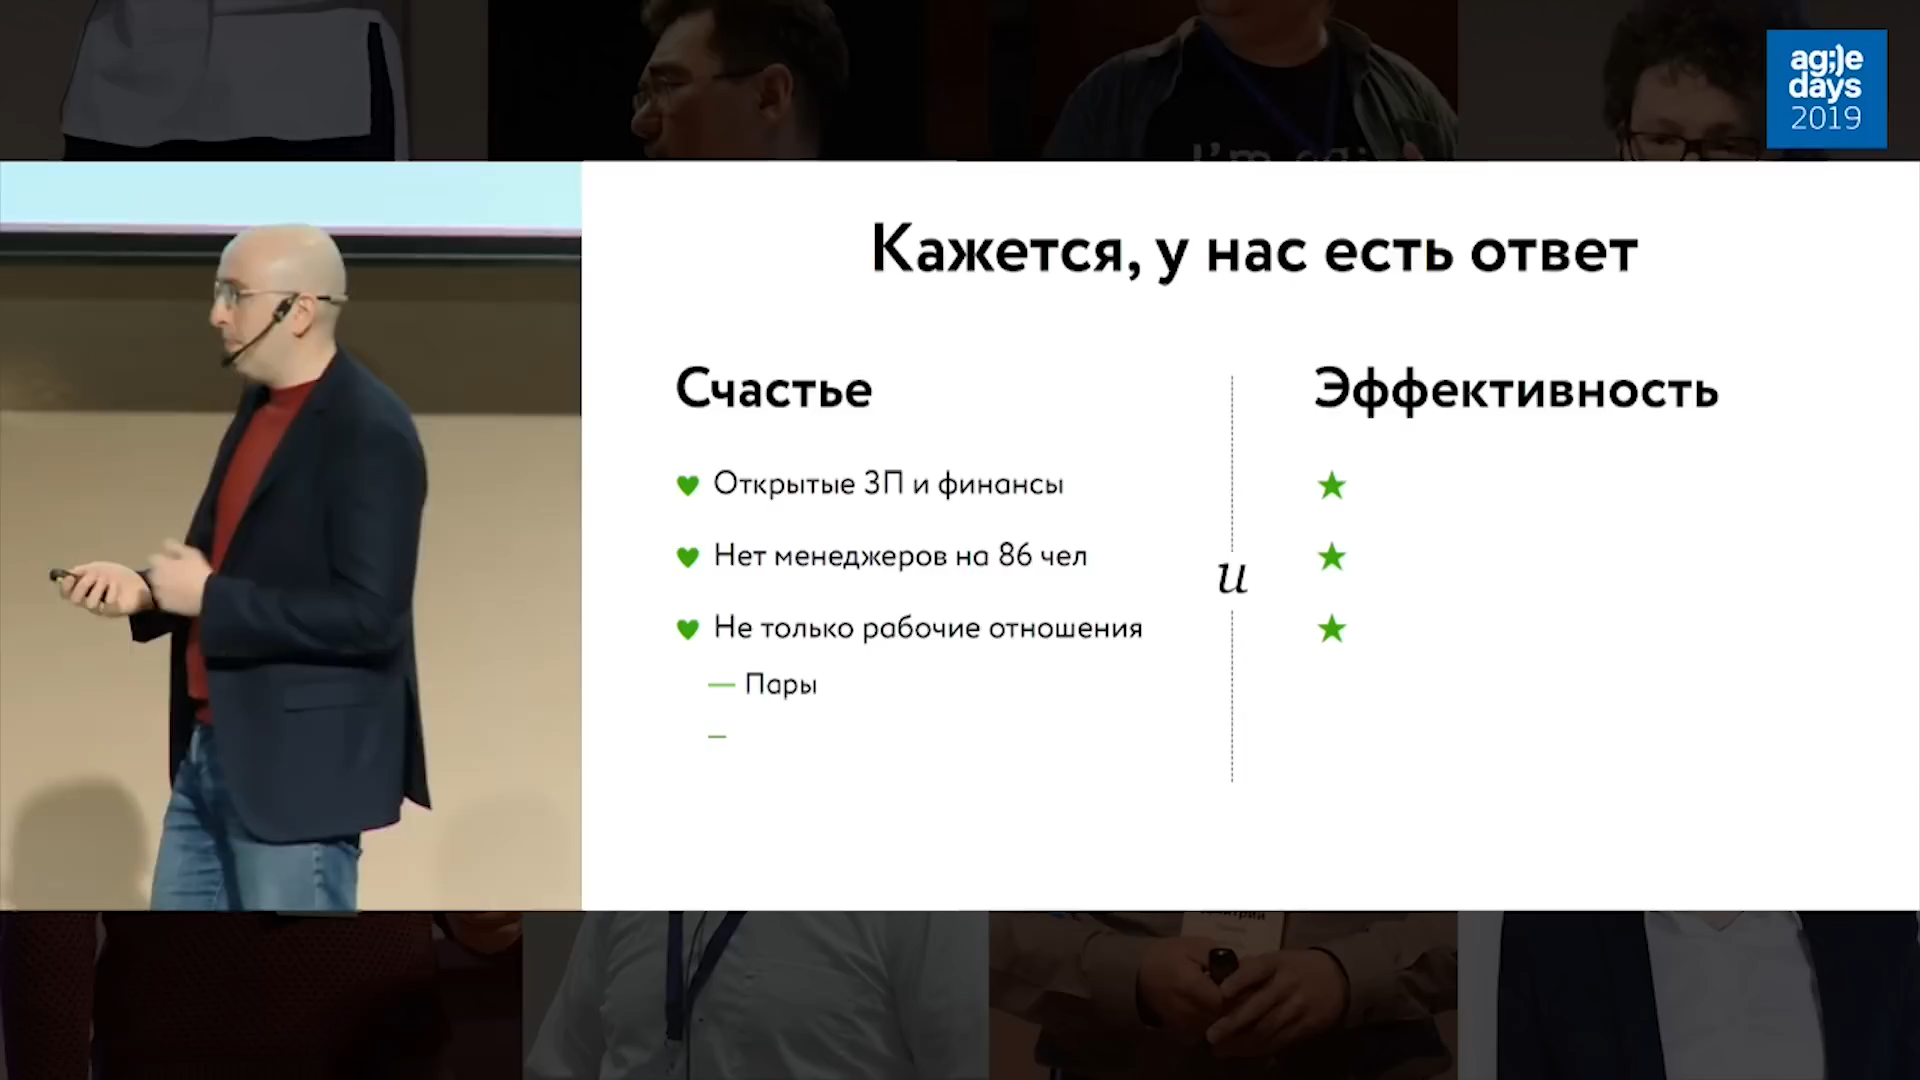 ag;)e
days
2019
I'm agi
Кажется, у нас есть ответ
Счастье
Эффективность
Открытые ЗП и финансы
Нет менеджеров на 86 чел
и
Не только рабочие отношения
— Пары
–